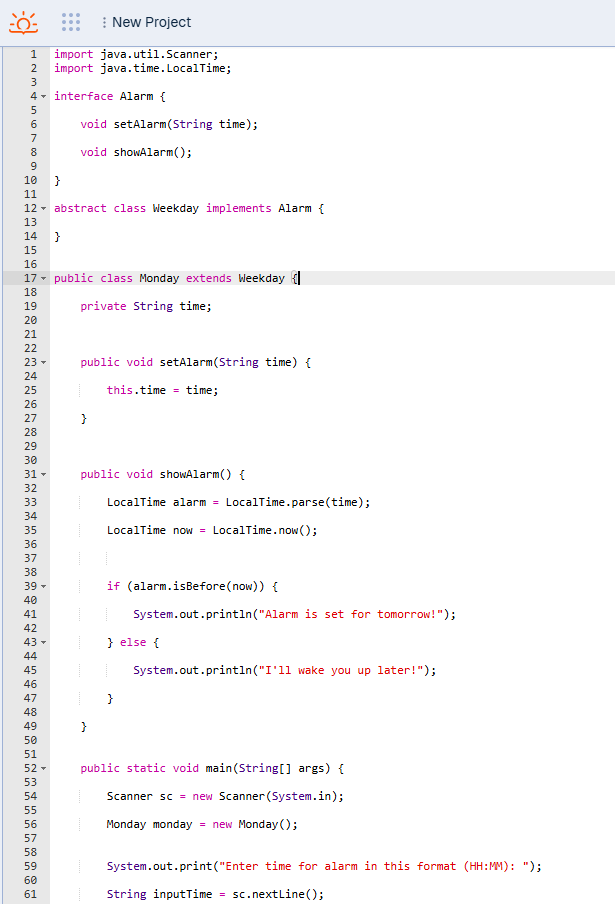 New Project
1 import java.util.Scanner;
2 import java.time.LocalTime;
3
4 interface Alarm {
5
6 void setAlarm(String time);
7
8 void showAlarm();
9
10 }
11
12 abstract class Weekday implements Alarm {
13
14 }
15
16
17 public class Monday extends Weekday {
18
19 private String time;
20
21
22
23 public void setAlarm(String time) {
24
25 this.time = time;
26
27 }
28
29
30
31 public void showAlarm() {
32
33 LocalTime alarm = LocalTime.parse(time);
34
35 LocalTime now = LocalTime.now();
36
37
38
39 if (alarm.isBefore(now)) {
40
41 System.out.println("Alarm is set for tomorrow!");
42
43 } else {
44
45 System.out.println("I'll wake you up later!");
46
47 }
48
49 }
50
51
52 public static void main(String[] args) {
53
54 Scanner sc = new Scanner(System.in);
55
56 Monday monday = new Monday();
57
58
59 System.out.print("Enter time for alarm in this format (HH:MM): ");
60
61 String inputTime = sc.nextLine();